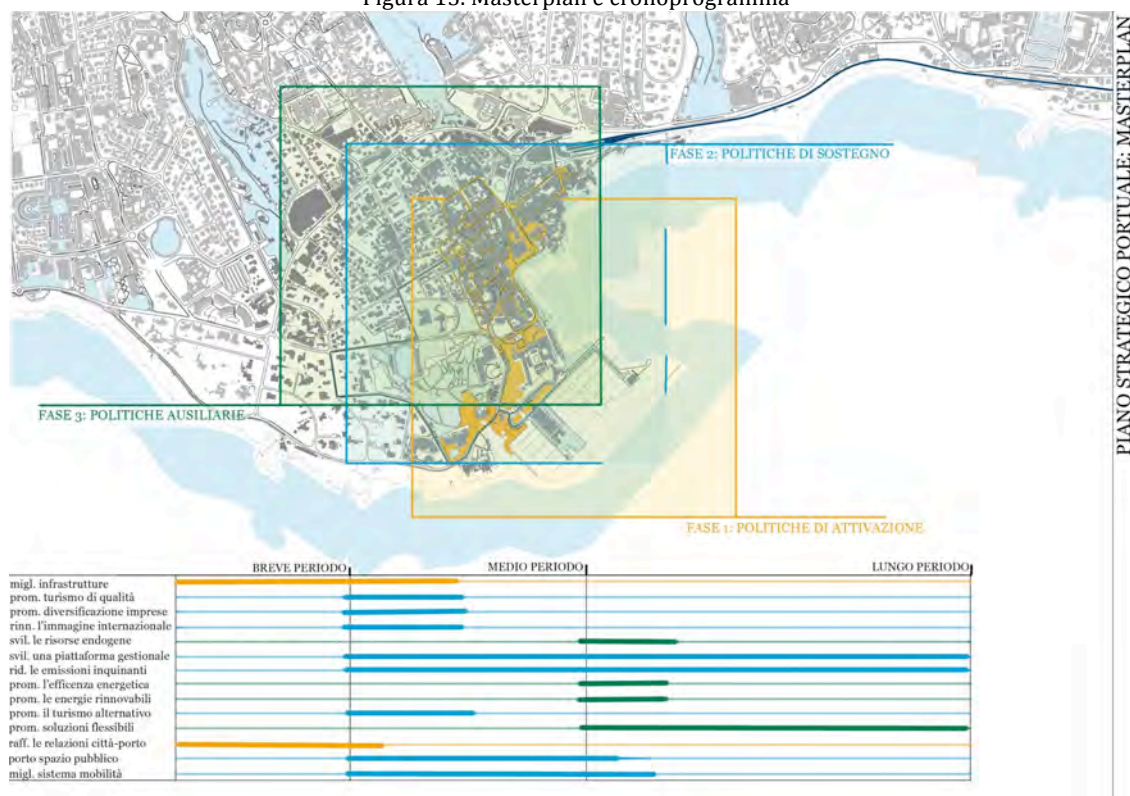 Figura 15. Masterplan e cronoprogramma
PIANO STRATEGICO PORTUALE: MASTERPLAN
FASE 2: POLITICHE DI SOSTEGNO
FASE 3: POLITICHE AUSILIARIE
FASE 1: POLITICHE DI ATTIVAZIONE
BREVE PERIODO
MEDIO PERIODO
LUNGO PERIODO
migl. infrastrutture
prom. turismo di qualità
prom. diversificazione imprese
rinn. l'immagine internazionale
svil. le risorse endogene
svil. una piattaforma gestionale
rid. le emissioni inquinanti
prom. l'efficenza energetica
prom. le energie rinnovabili
prom. il turismo alternativo
prom. soluzioni flessibili
raff. le relazioni città-porto
porto spazio pubblico
migl. sistema mobilità